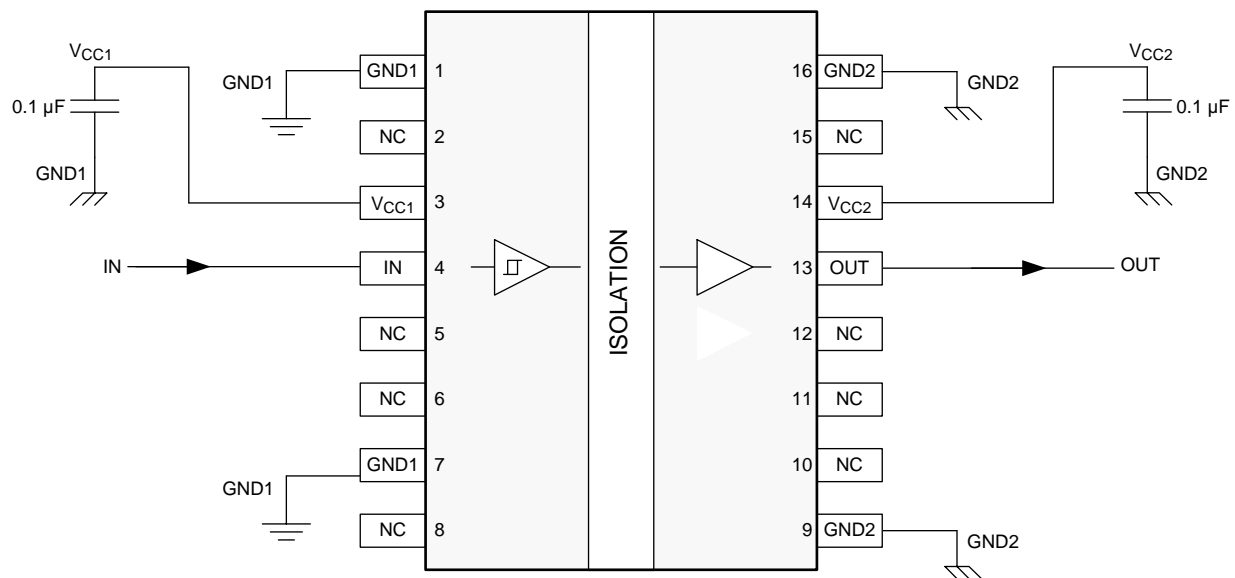 VCC1
0.1 µF
GND1
GND1
GND1 1
NC 2
VCC1 3
IN
IN 4
NC 5
NC 6
GND1
GND1 7
NC 8
ISOLATION
16 GND2
15 NC
14 VCC2
13 OUT
12 NC
11 NC
10 NC
9 GND2
GND2
VCC2
0.1 µF
GND2
OUT
GND2